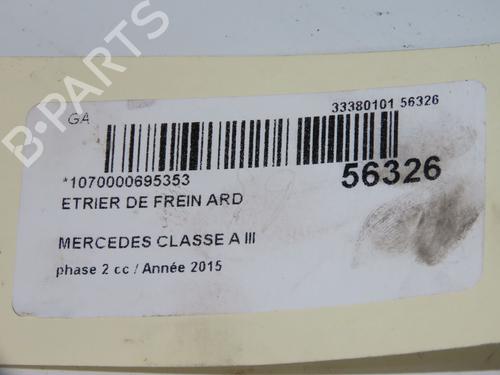 GA
33380101 56326
*1070000695353
56326
ETRIER DE FREIN ARD
MERCEDES CLASSE A III
phase 2 cc / Année 2015
B-PARTS